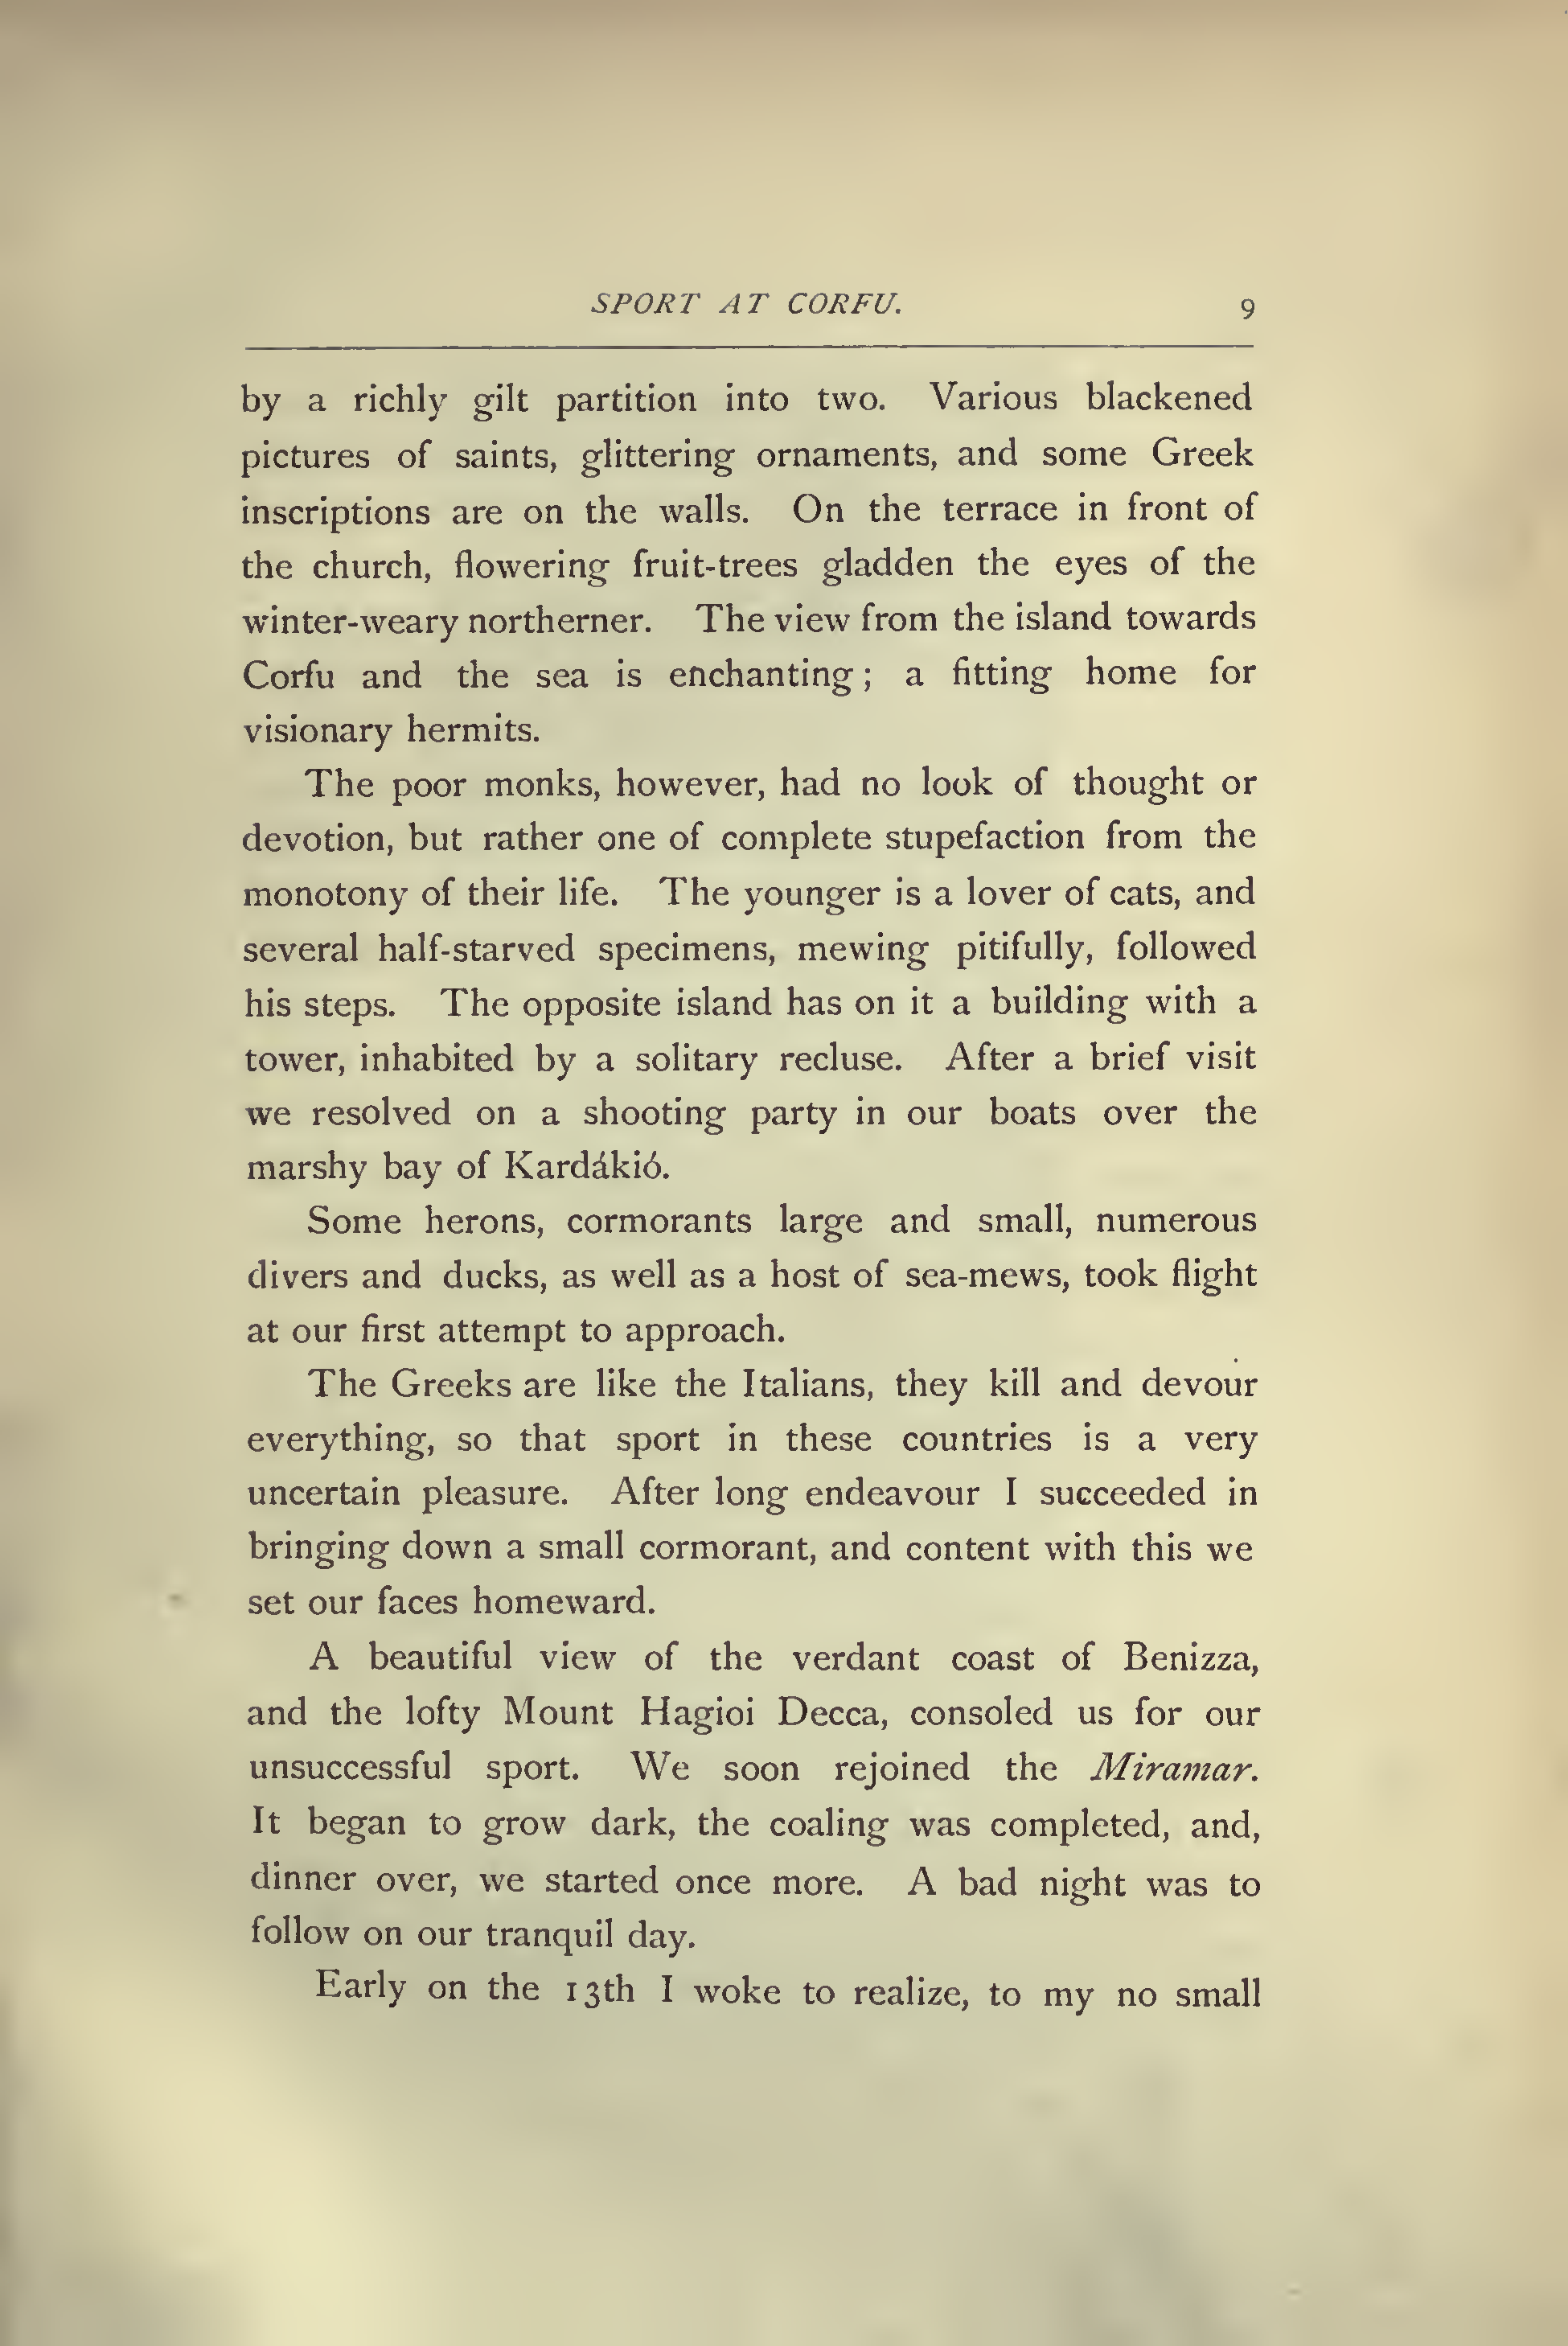 SPORT AT CORFU. 9
by a richly gilt partition into two. Various blackened
pictures of saints, glittering ornaments, and some Greek
inscriptions are on the walls. On the terrace in front of
the church, flowering fruit-trees gladden the eyes of the
winter-weary northerner. The view from the island towards
Corfu and the sea is enchanting; a fitting home for
visionary hermits.
The poor monks, however, had no look of thought or
devotion, but rather one of complete stupefaction from the
monotony of their life. The younger is a lover of cats, and
several half-starved specimens, mewing pitifully, followed
his steps. The opposite island has on it a building with a
tower, inhabited by a solitary recluse. After a brief visit
we resolved on a shooting party in our boats over the
marshy bay of Kardákió.
Some herons, cormorants large and small, numerous
divers and ducks, as well as a host of sea-mews, took flight
at our first attempt to approach.
The Greeks are like the Italians, they kill and devour
everything, so that sport in these countries is a very
uncertain pleasure. After long endeavour I succeeded in
bringing down a small cormorant, and content with this we
set our faces homeward.
A beautiful view of the verdant coast of Benizza,
and the lofty Mount Hagioi Decca, consoled us for our
unsuccessful sport. We soon rejoined the Miramar.
It began to grow dark, the coaling was completed, and,
dinner over, we started once more. A bad night was to
follow on our tranquil day.
Early on the 13th I woke to realize, to my no small